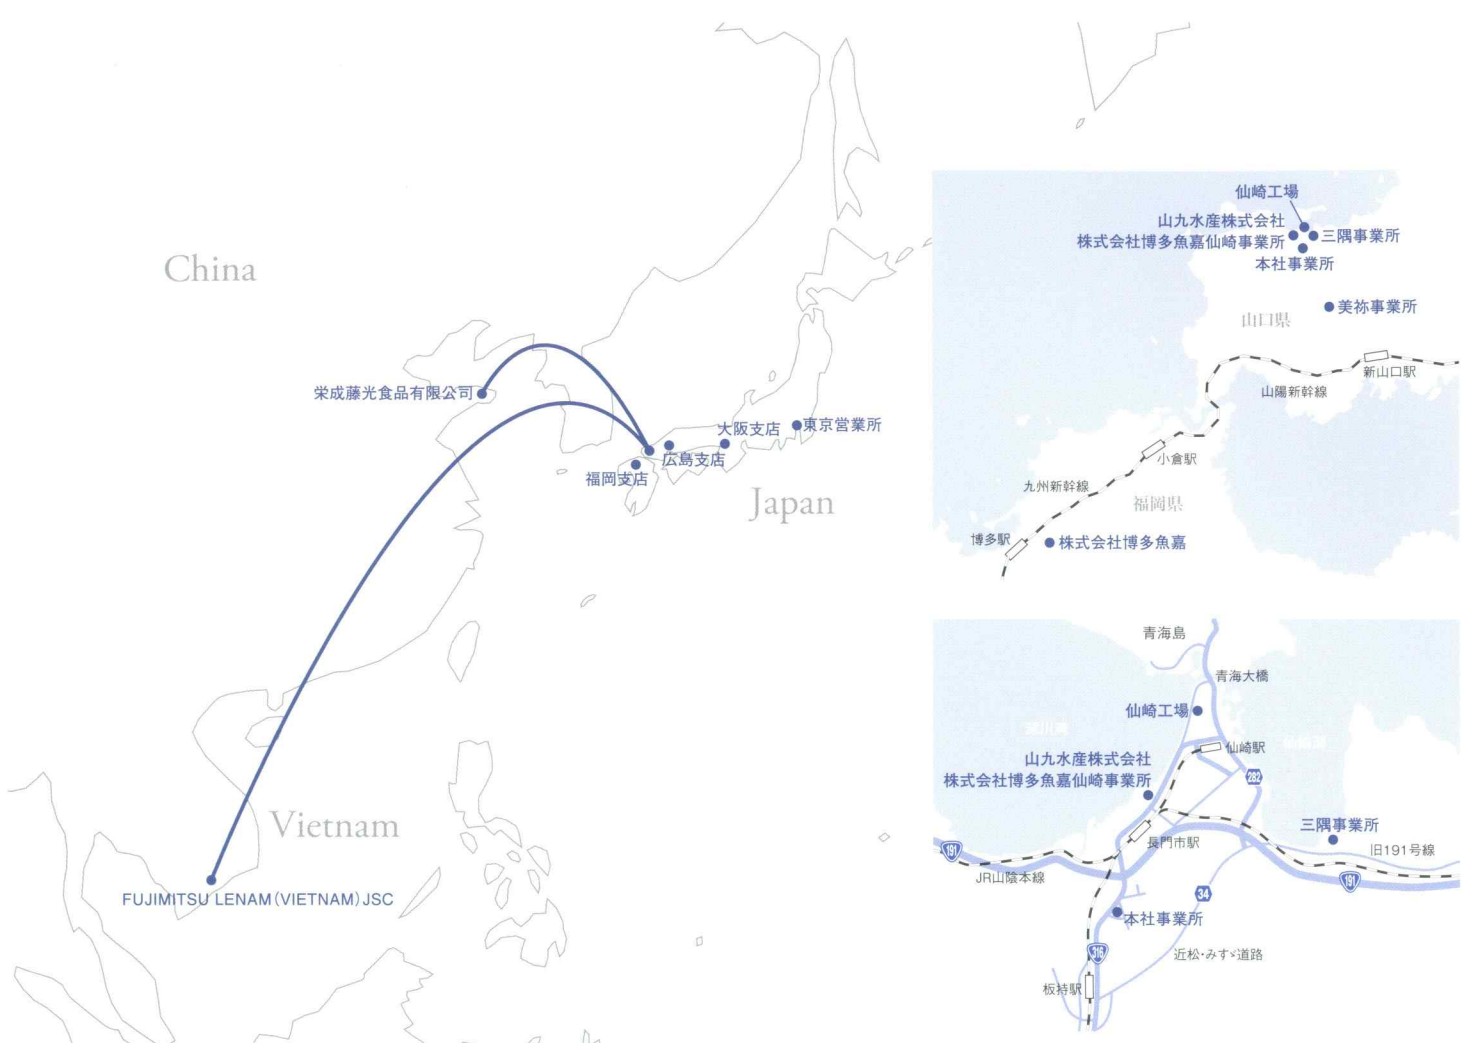 China
栄成藤光食品有限公司
大阪支店
東京営業所
広島支店
福岡支店
Japan
Vietnam
FUJIMITSU LENAM(VIETNAM)JSC
仙崎工場
山九水産株式会社
株式会社博多魚嘉仙崎事業所
三隅事業所
本社事業所
美祢事業所
山口県
新山口駅
山陽新幹線
小倉駅
九州新幹線
福岡県
博多駅
株式会社博多魚嘉
青海島
青海大橋
仙崎工場
深川湾
仙崎駅
山九水産株式会社
株式会社博多魚嘉仙崎事業所
282
三隅事業所
191
長門市駅
旧191号線
JR山陰本線
191
34
本社事業所
316
近松・みすゞ道路
板持駅